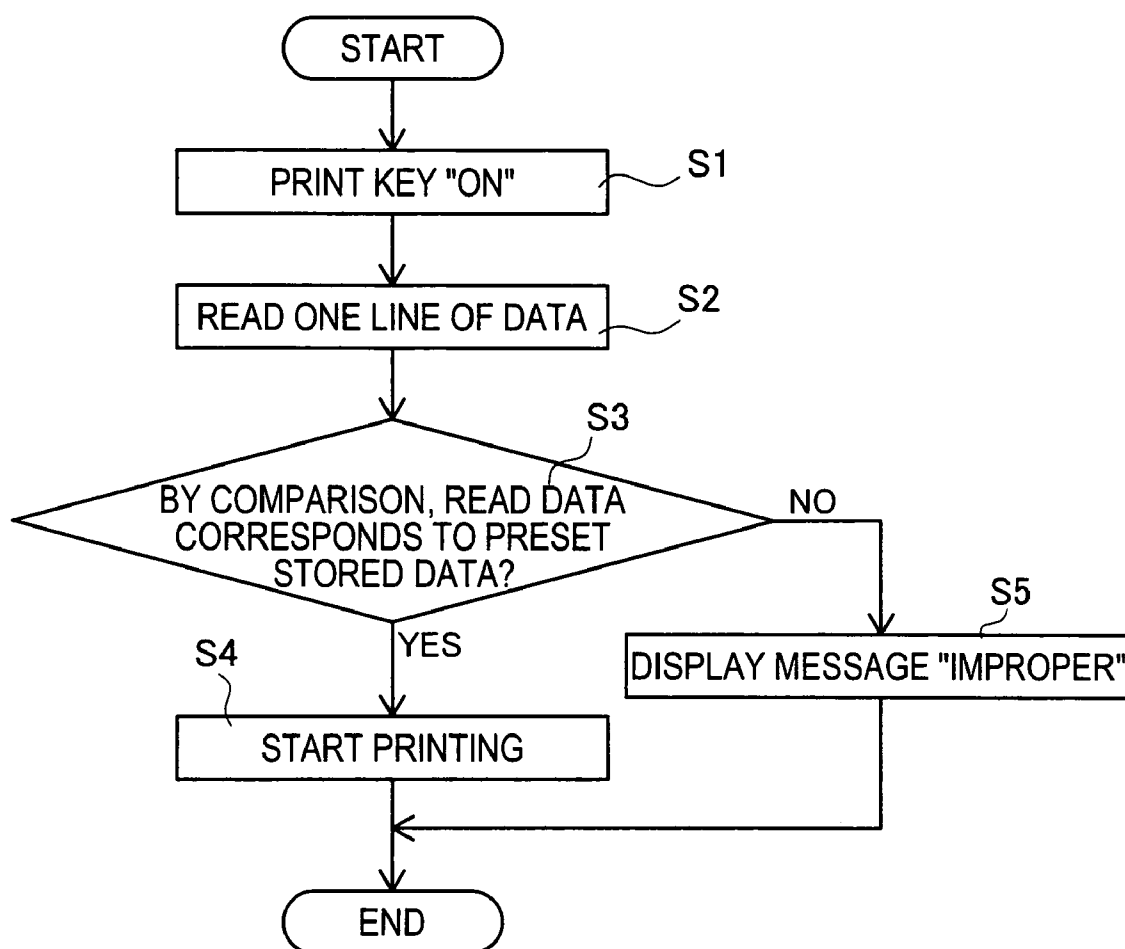 START
PRINT KEY "ON"
S1
READ ONE LINE OF DATA
S2
S3
BY COMPARISON, READ DATA
CORRESPONDS TO PRESET
STORED DATA?
NO
YES
S5
DISPLAY MESSAGE "IMPROPER"
S4
START PRINTING
END